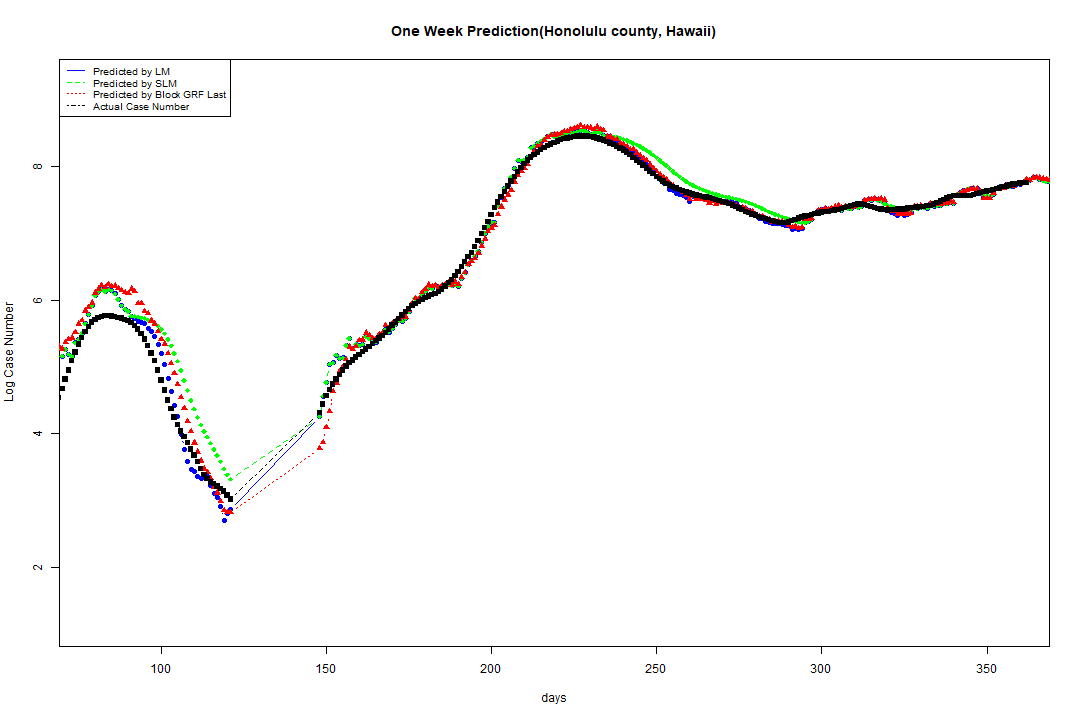 One Week Prediction(Honolulu county, Hawaii)
Predicted by LM
Predicted by SLM
Predicted by Block GRF Last
Actual Case Number
8
6
4
2
Log Case Number
100 150 200 250 300 350
days